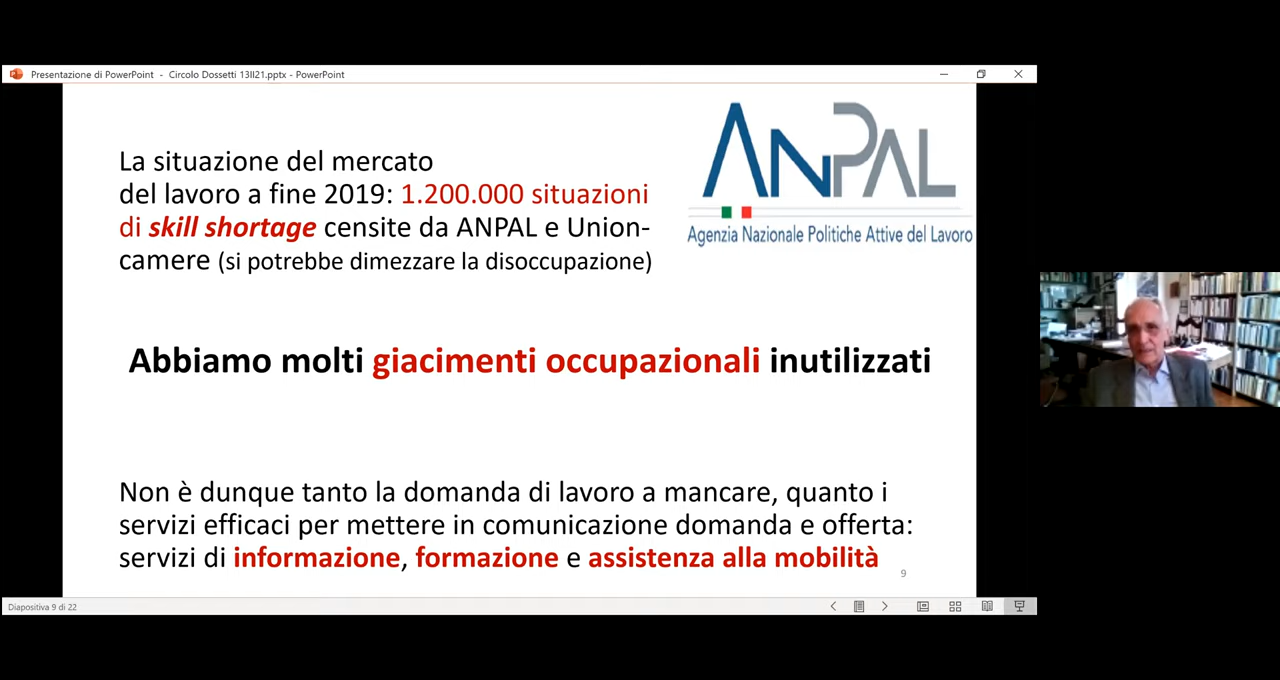 Presentazione di PowerPoint - Circolo Dossetti 13II21.pptx - PowerPoint
La situazione del mercato
del lavoro a fine 2019: 1.200.000 situazioni
di skill shortage censite da ANPAL e Union-
camere (si potrebbe dimezzare la disoccupazione)
ANPAL
Agenzia Nazionale Politiche Attive del Lavoro
Abbiamo molti giacimenti occupazionali inutilizzati
Non è dunque tanto la domanda di lavoro a mancare, quanto i
servizi efficaci per mettere in comunicazione domanda e offerta:
servizi di informazione, formazione e assistenza alla mobilità
9
Diapositiva 9 di 22